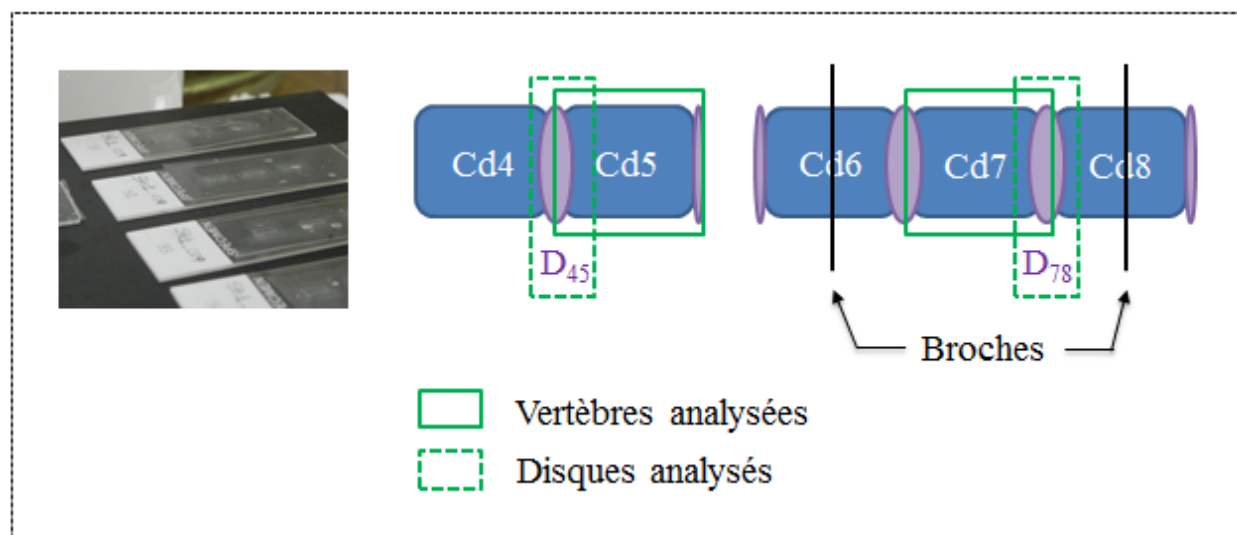 Cd4 Cd5 Cd6 Cd7 Cd8
D45 D78
Broches
Vertèbres analysées
Disques analysés